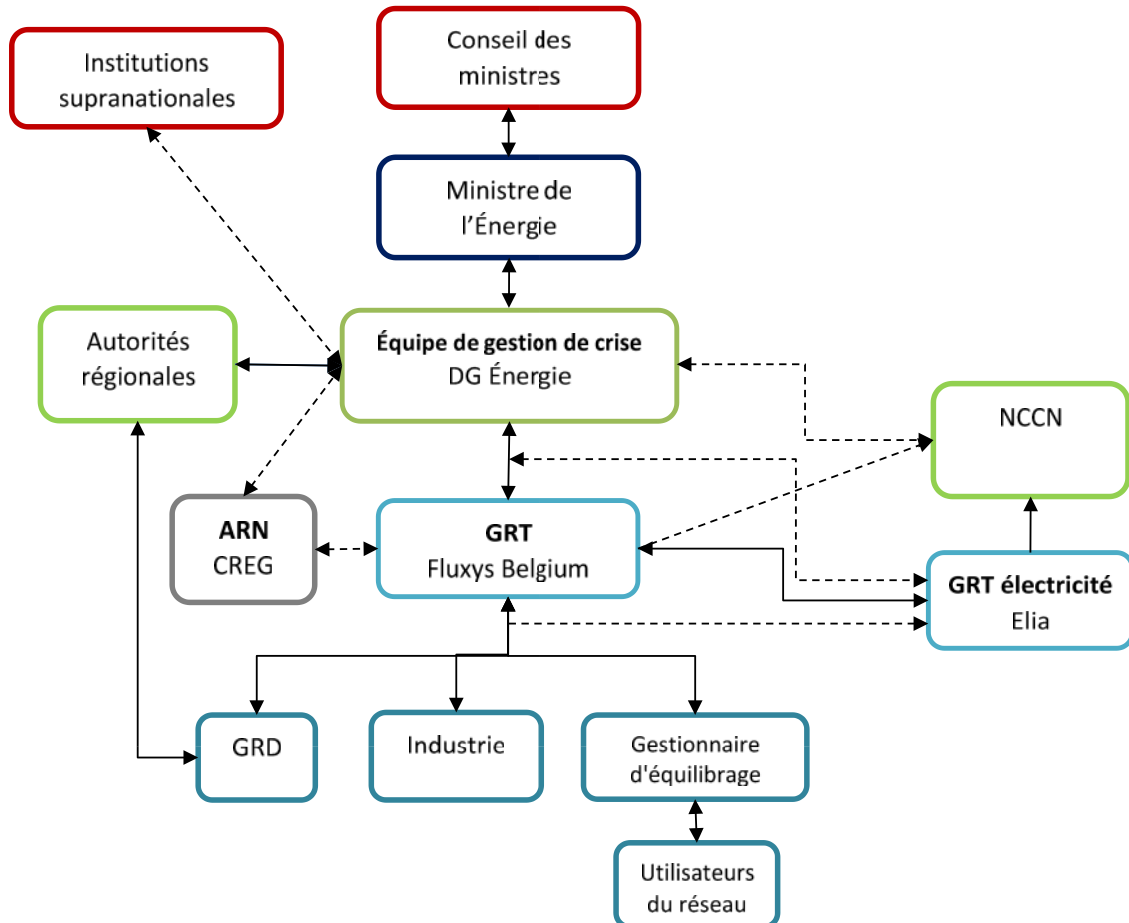 Institutions
supranationales
Conseil des
ministres
Ministre de
l'Énergie
Autorités
régionales
Équipe de gestion de crise
DG Énergie
NCCN
ARN
CREG
GRT
Fluxys Belgium
GRT électricité
Elia
GRD
Industrie
Gestionnaire
d'équilibrage
Utilisateurs
du réseau